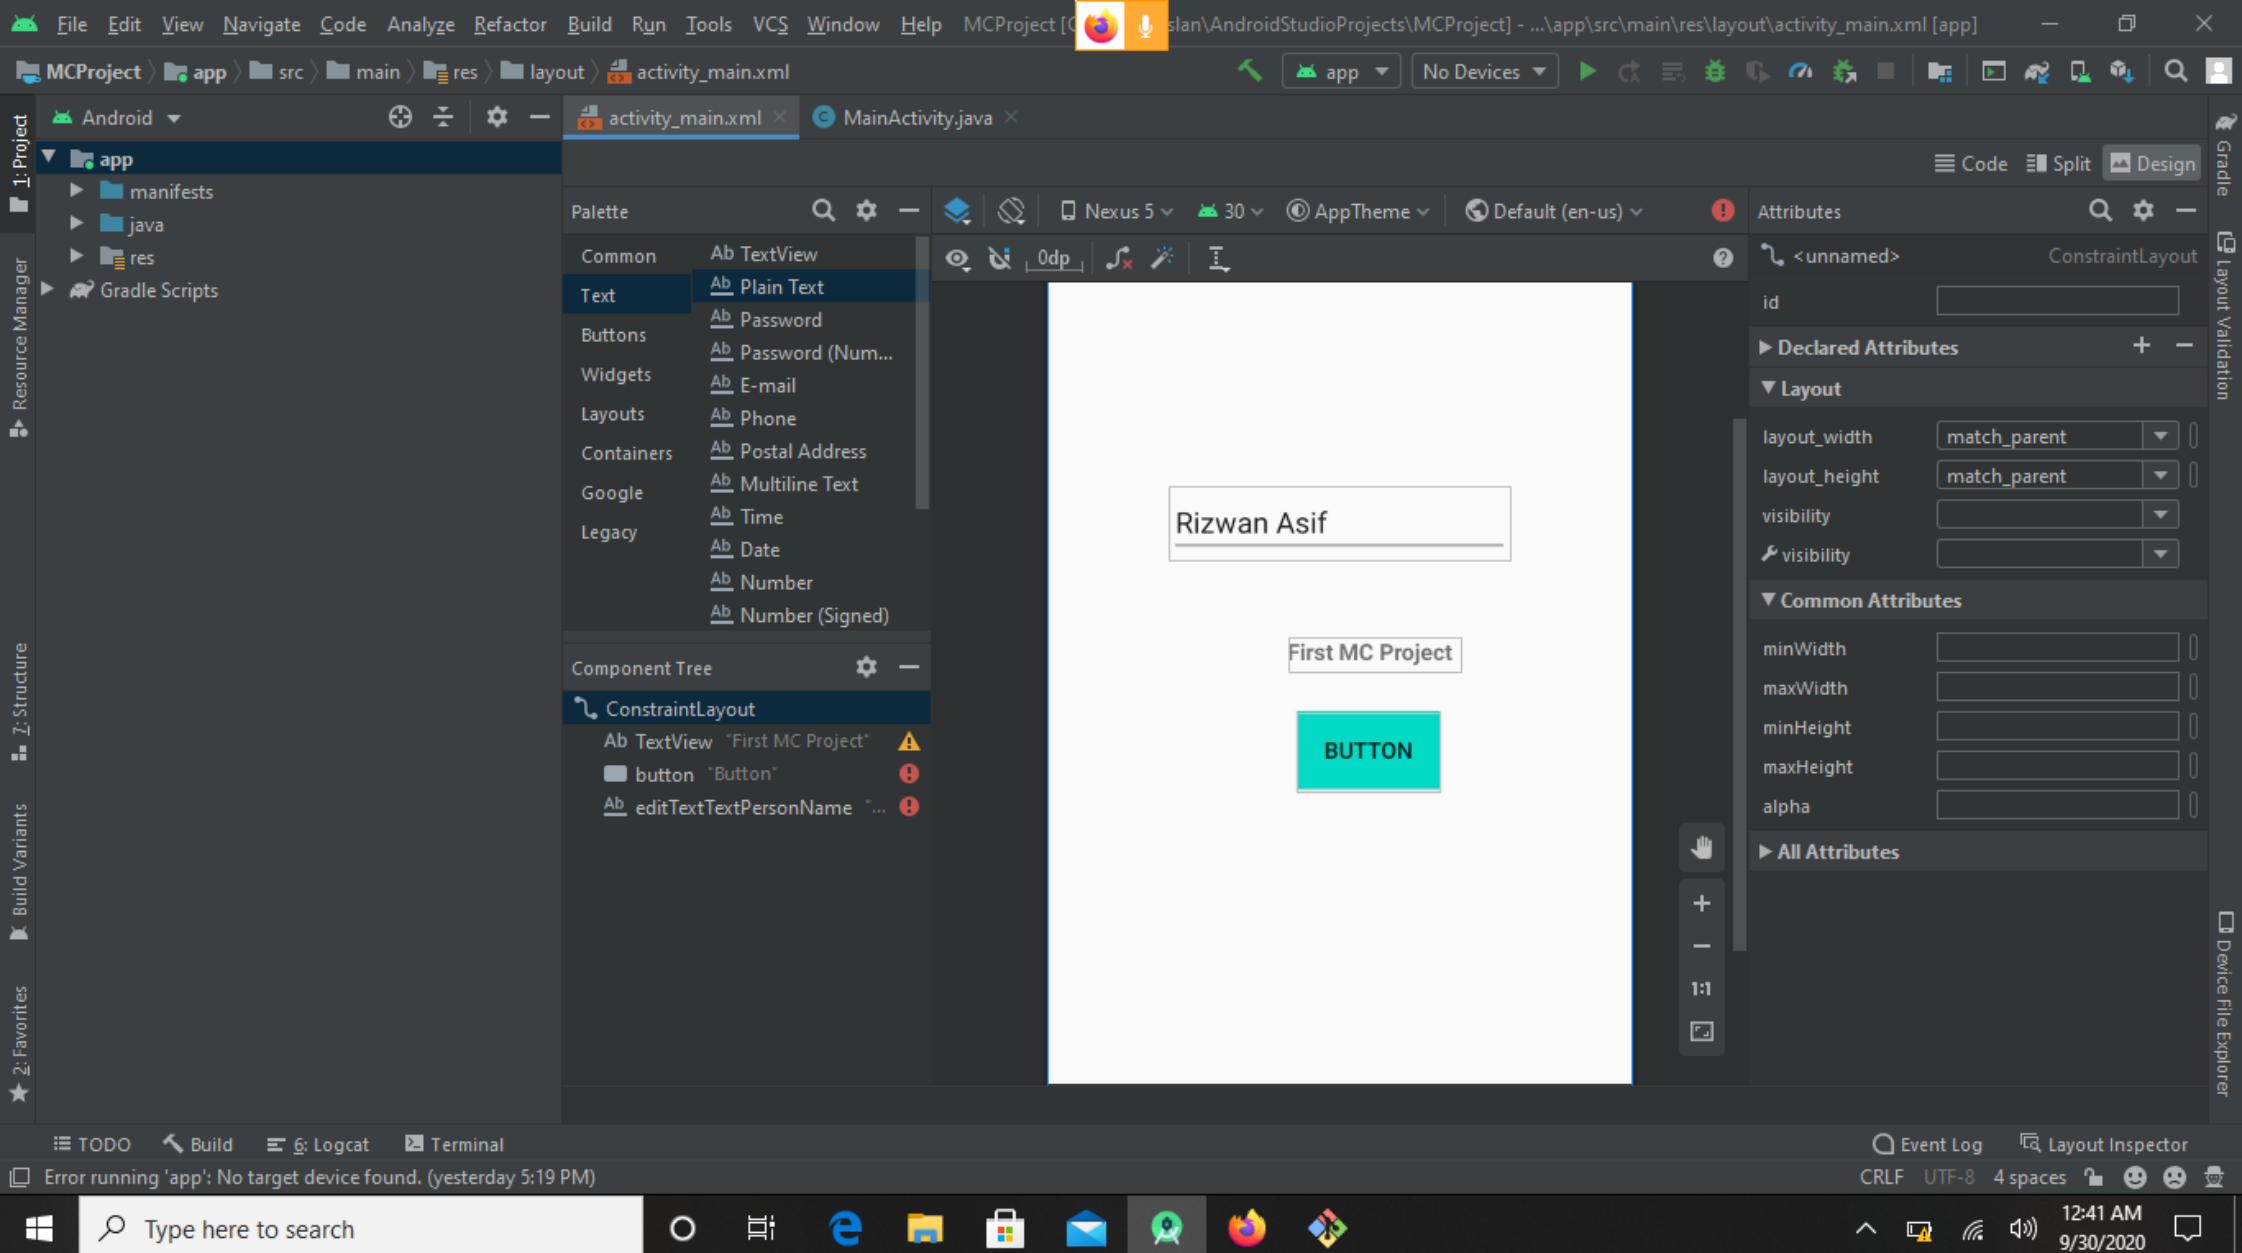 File Edit View Navigate Code Analyze Refactor Build Run Tools VCS Window Help MCProject [ slan\AndroidStudioProjects\MCProject] - ...\app\src\main\res\layout\activity_main.xml [app]
MCProject app src main res layout activity_main.xml app No Devices
Android activity_main.xml MainActivity.java
Code Split Design
1: Project
Resource Manager
7: Structure
Build Variants
2: Favorites
app
manifests
java
res
Gradle Scripts
Palette
Common
Text
Buttons
Widgets
Layouts
Containers
Google
Legacy
Ab TextView
Ab Plain Text
Ab Password
Ab Password (Num...
Ab E-mail
Ab Phone
Ab Postal Address
Ab Multiline Text
Ab Time
Ab Date
Ab Number
Ab Number (Signed)
Component Tree
ConstraintLayout
Ab TextView "First MC Project"
button "Button"
Ab editTextTextPersonName "...
Nexus 5 30 AppTheme Default (en-us)
0dp
Rizwan Asif
First MC Project
BUTTON
1:1
Attributes
<unnamed> ConstraintLayout
id
Declared Attributes
Layout
layout_width match_parent
layout_height match_parent
visibility
visibility
Common Attributes
minWidth
maxWidth
minHeight
maxHeight
alpha
All Attributes
Gradle
Layout Validation
Device File Explorer
TODO Build 6: Logcat Terminal Event Log Layout Inspector
Error running 'app': No target device found. (yesterday 5:19 PM) CRLF UTF-8 4 spaces
Type here to search
12:41 AM
9/30/2020